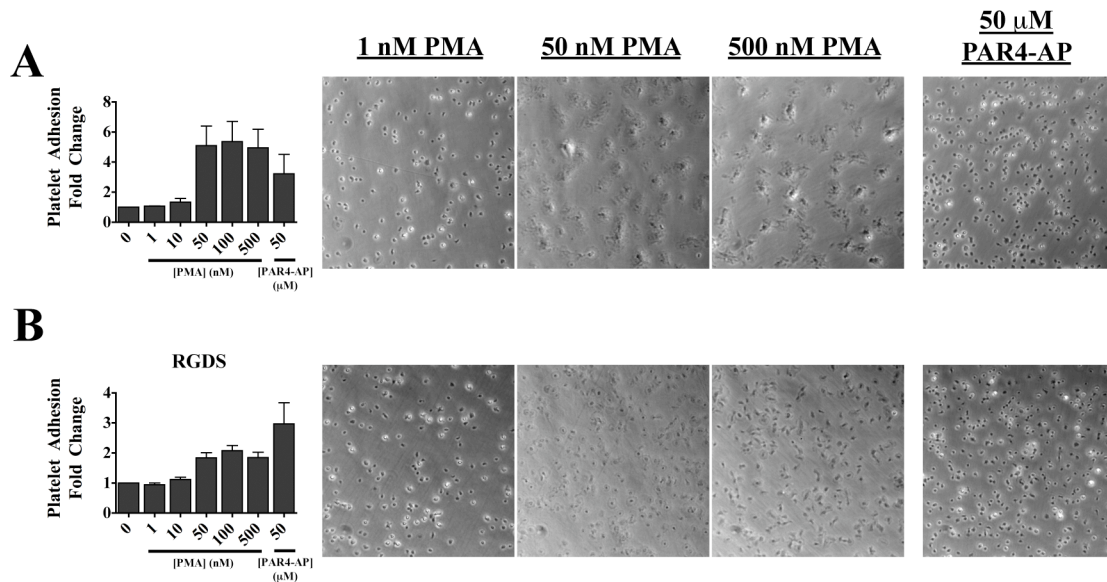 A
1 nM PMA
50 nM PMA
500 nM PMA
50 μM
PAR4-AP
Platelet Adhesion
Fold Change
8
6
4
2
0
0
1
10
50
100
500
50
[PMA] (nM)
[PAR4-AP]
(μM)
B
RGDS
Platelet Adhesion
Fold Change
4
3
2
1
0
0
1
10
50
100
500
50
[PMA] (nM)
[PAR4-AP]
(μM)